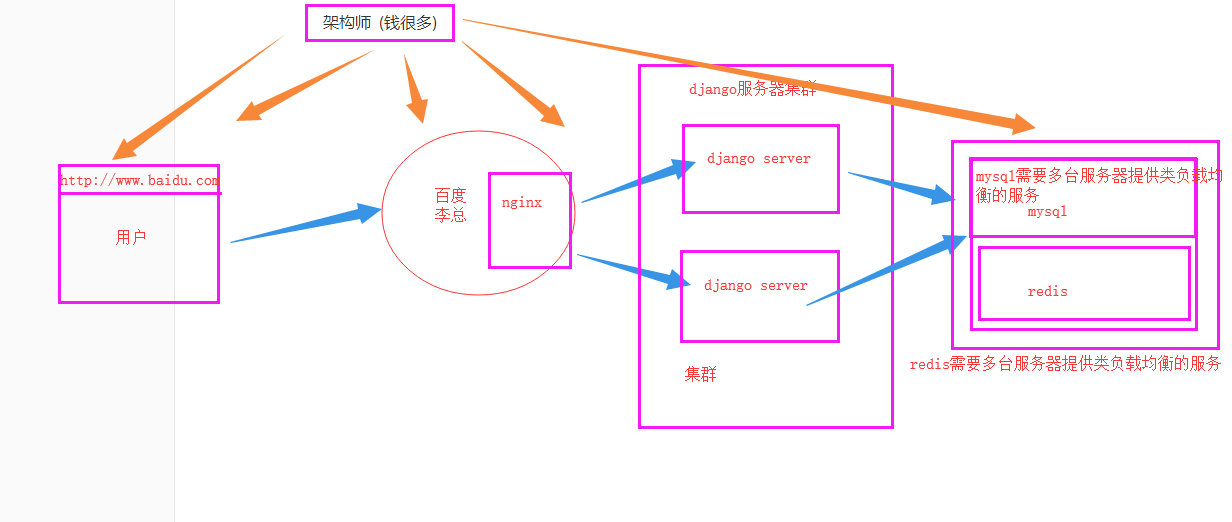 架构师 (钱很多)
django服务器集群
http://www.baidu.com
用户
百度
李总
nginx
django server
django server
集群
mysql需要多台服务器提供类负载均
衡的服务
mysql
redis
redis需要多台服务器提供类负载均衡的服务